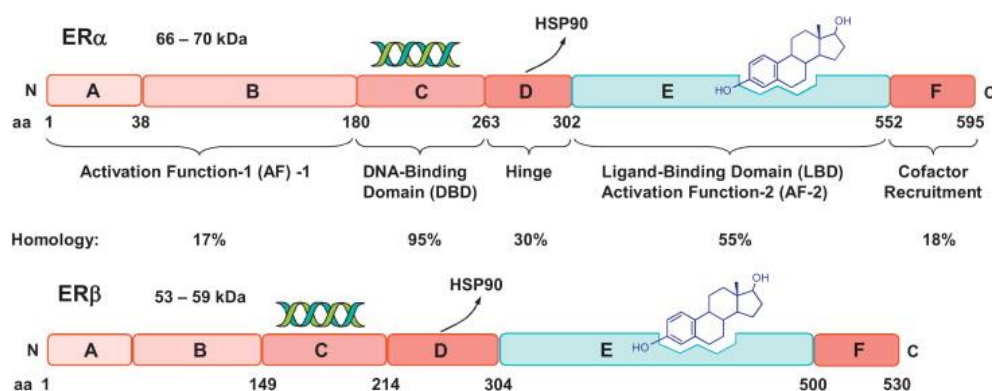 HSP90
OH
ERα 66 – 70 kDa
HO
N A B C D E F C
aa 1 38 180 263 302 552 595
Activation Function-1 (AF) -1
DNA-Binding
Domain (DBD)
Hinge
Ligand-Binding Domain (LBD)
Activation Function-2 (AF-2)
Cofactor
Recruitment
Homology: 17% 95% 30% 55% 18%
HSP90
OH
ERβ 53 – 59 kDa
HO
N A B C D E F C
aa 1 149 214 304 500 530